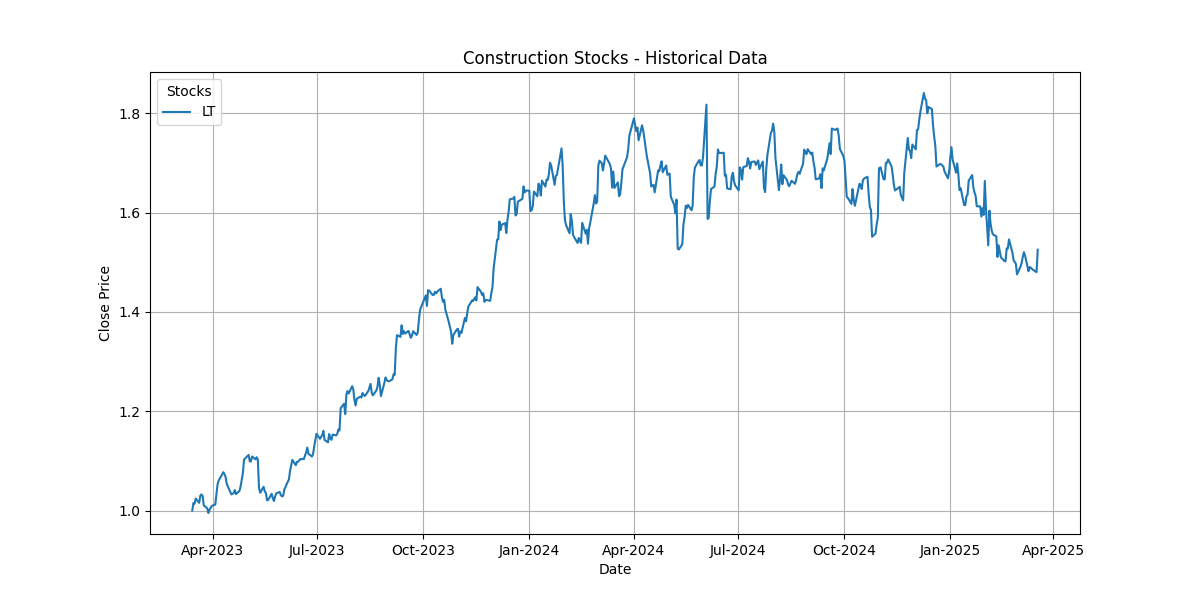 Construction Stocks - Historical Data
Stocks
LT
Close Price
1.8
1.6
1.4
1.2
1.0
Apr-2023 Jul-2023 Oct-2023 Jan-2024 Apr-2024 Jul-2024 Oct-2024 Jan-2025 Apr-2025
Date